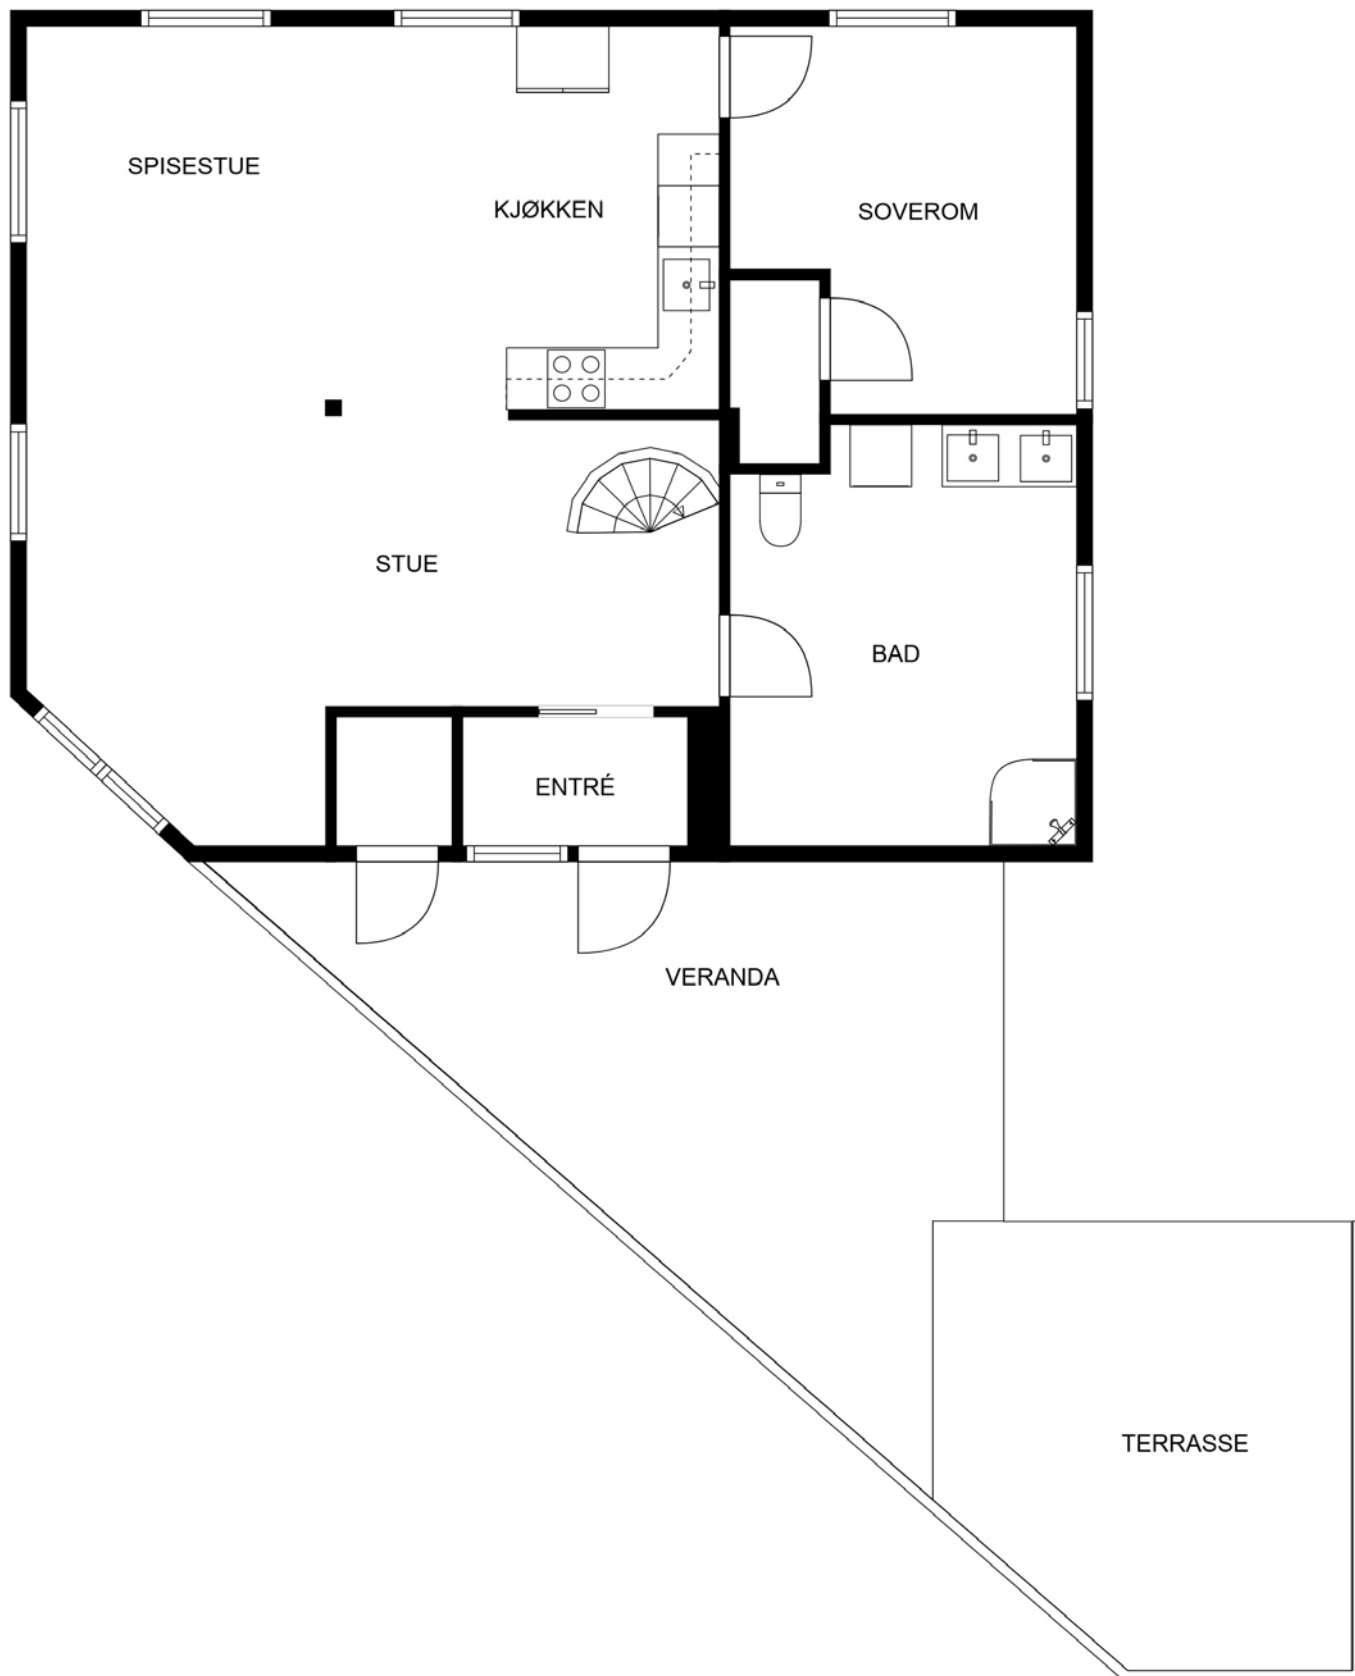 SPISESTUE
KJØKKEN
SOVEROM
STUE
BAD
ENTRÉ
VERANDA
TERRASSE